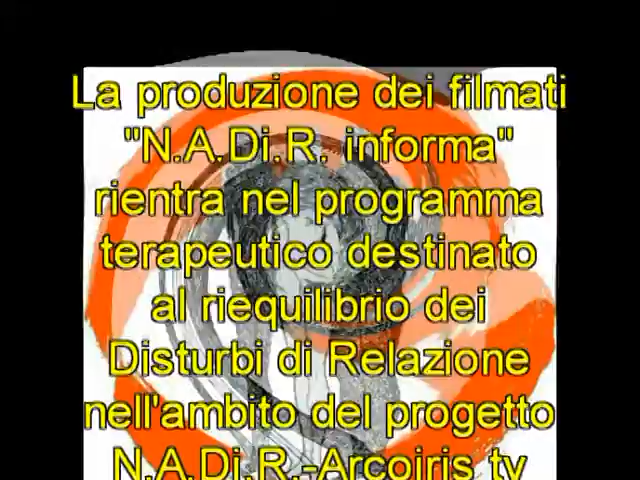 La produzione dei filmati
"N.A.Di.R. informa"
rientra nel programma
terapeutico destinato
al riequilibrio dei
Disturbi di Relazione
nell'ambito del progetto
N.A.Di.R.-Arcoiris tv